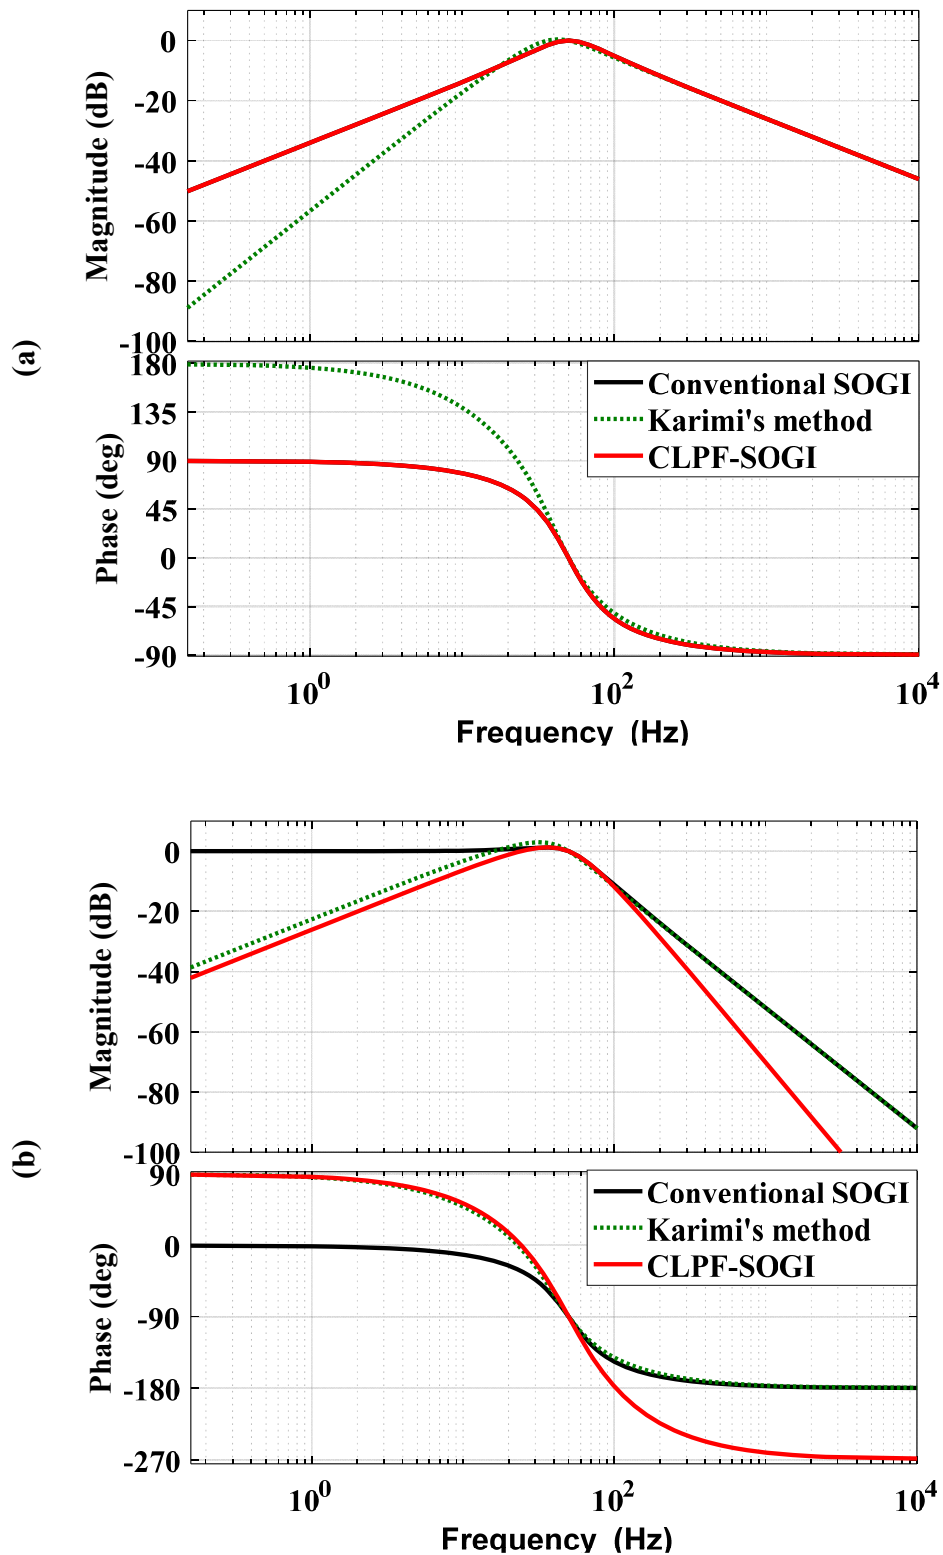 0
-20
-40
-60
-80
-100
Magnitude (dB)
(a)
180
135
90
45
0
-45
-90
Phase (deg)
Conventional SOGI
Karimi's method
CLPF-SOGI
10^0 10^2 10^4
Frequency (Hz)
0
-20
-40
-60
-80
-100
Magnitude (dB)
(b)
90
0
-90
-180
-270
Phase (deg)
Conventional SOGI
Karimi's method
CLPF-SOGI
10^0 10^2 10^4
Frequency (Hz)